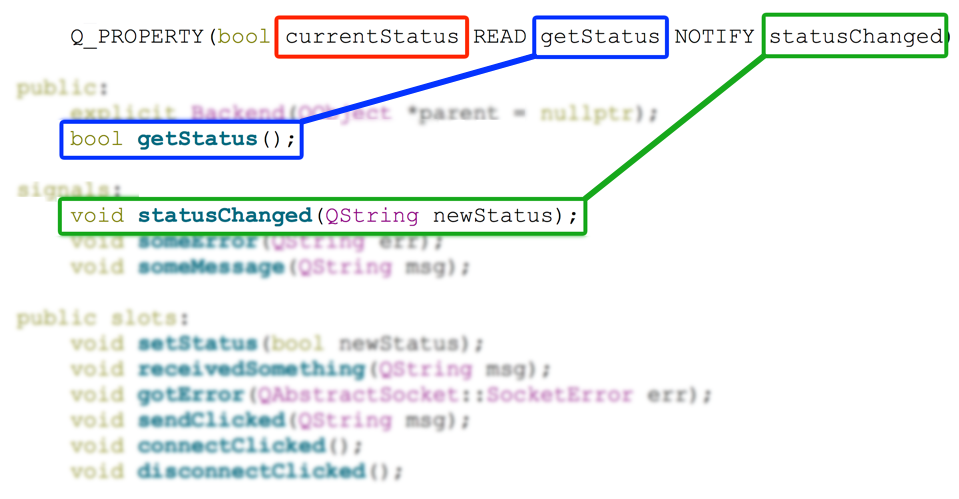 Q_PROPERTY(bool currentStatus READ getStatus NOTIFY statusChanged)
public:
explicit Backend(QObject *parent = nullptr);
bool getStatus();
signals:
void statusChanged(QString newStatus);
void someError(QString err);
void someMessage(QString msg);
public slots:
void setStatus(bool newStatus);
void receivedSomething(QString msg);
void gotError(QAbstractSocket::SocketError err);
void sendClicked(QString msg);
void connectClicked();
void disconnectClicked();